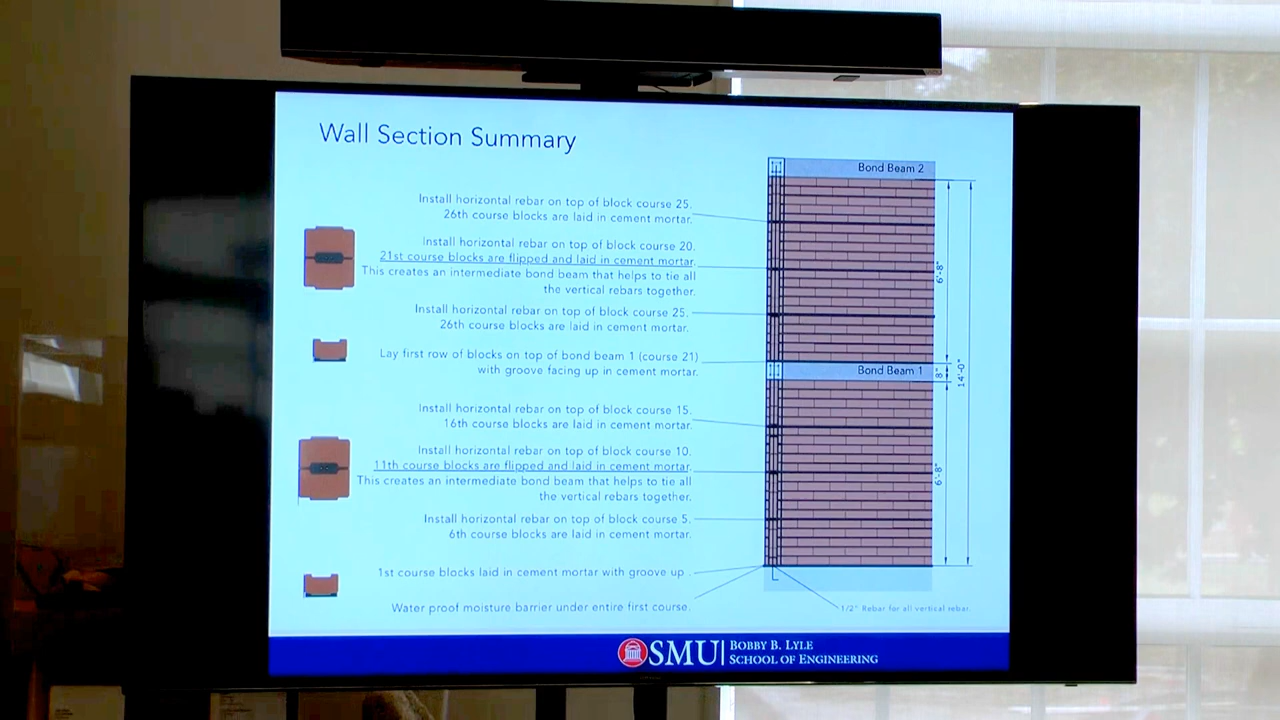 Wall Section Summary
Install horizontal rebar on top of block course 25.
26th course blocks are laid in cement mortar.
Install horizontal rebar on top of block course 20.
21st course blocks are flipped and laid in cement mortar.
This creates an intermediate bond beam that helps to tie all
the vertical rebars together.
Install horizontal rebar on top of block course 25.
26th course blocks are laid in cement mortar.
Lay first row of blocks on top of bond beam 1 (course 21)
with groove facing up in cement mortar.
Install horizontal rebar on top of block course 15.
16th course blocks are laid in cement mortar.
Install horizontal rebar on top of block course 10.
11th course blocks are flipped and laid in cement mortar.
This creates an intermediate bond beam that helps to tie all
the vertical rebars together.
Install horizontal rebar on top of block course 5.
6th course blocks are laid in cement mortar.
1st course blocks laid in cement mortar with groove up .
Water proof moisture barrier under entire first course.
Bond Beam 2
6'-8"
Bond Beam 1
8"
14'-0"
6'-8"
1/2" Rebar for all vertical rebar.
SMU
BOBBY B. LYLE
SCHOOL OF ENGINEERING